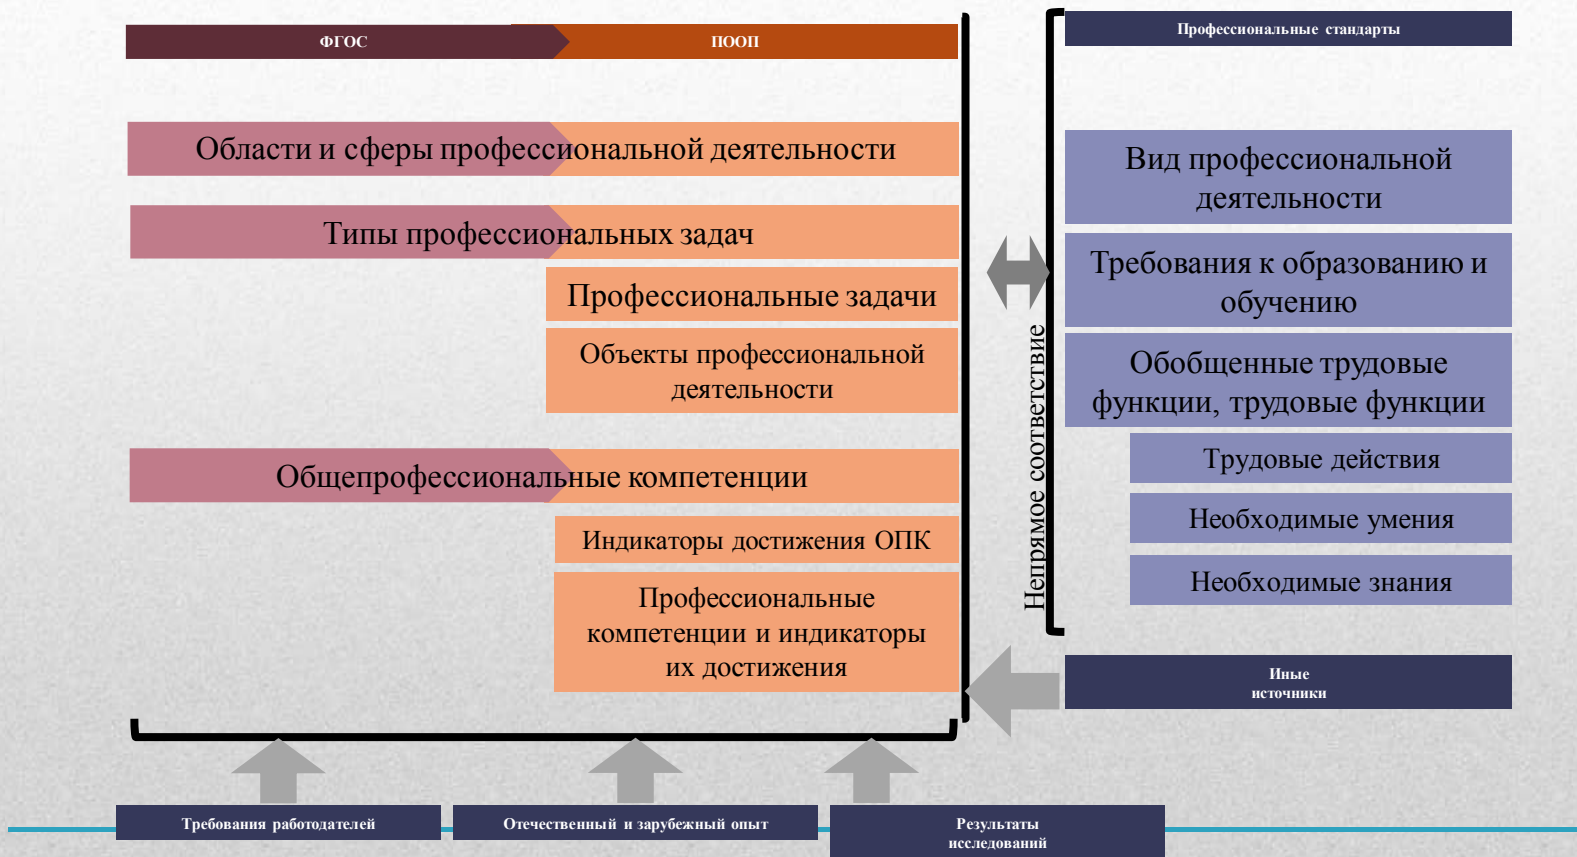 ФГОС
ПООП
Области и сферы профессиональной деятельности
Типы профессиональных задач
Профессиональные задачи
Объекты профессиональной
деятельности
Общепрофессиональные компетенции
Индикаторы достижения ОПК
Профессиональные
компетенции и индикаторы
их достижения
Непрямое соответствие
Профессиональные стандарты
Вид профессиональной
деятельности
Требования к образованию и
обучению
Обобщенные трудовые
функции, трудовые функции
Трудовые действия
Необходимые умения
Необходимые знания
Иные
источники
Требования работодателей
Отечественный и зарубежный опыт
Результаты
исследований